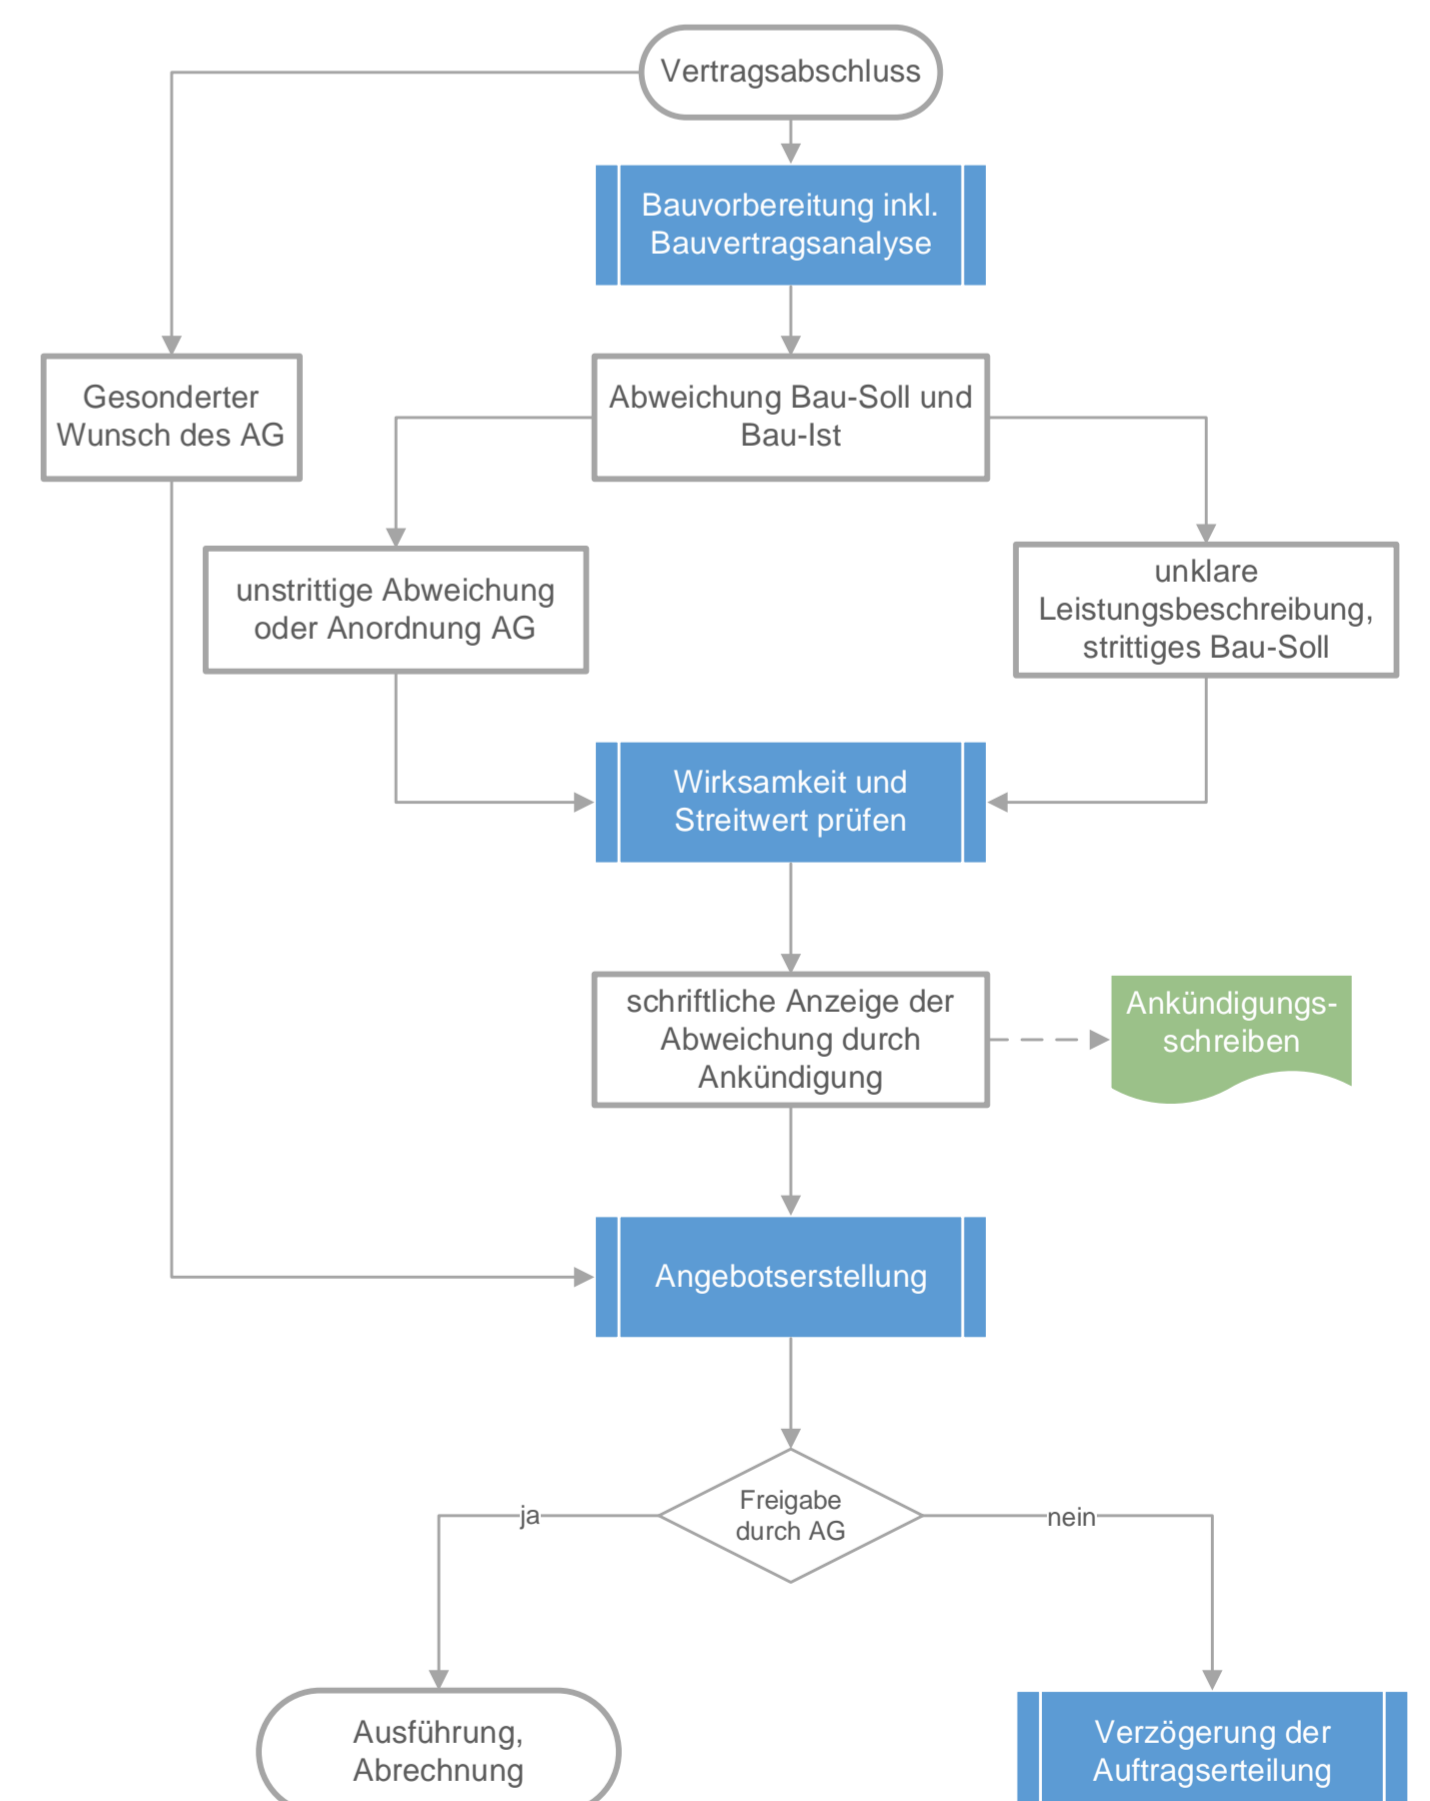 Vertragsabschluss
Bauvorbereitung inkl.
Bauvertragsanalyse
Gesonderter
Wunsch des AG
Abweichung Bau-Soll und
Bau-Ist
unstrittige Abweichung
oder Anordnung AG
unklare
Leistungsbeschreibung,
strittiges Bau-Soll
Wirksamkeit und
Streitwert prüfen
schriftliche Anzeige der
Abweichung durch
Ankündigung
Ankündigungs-
schreiben
Angebotserstellung
Freigabe
durch AG
ja
nein
Ausführung,
Abrechnung
Verzögerung der
Auftragserteilung